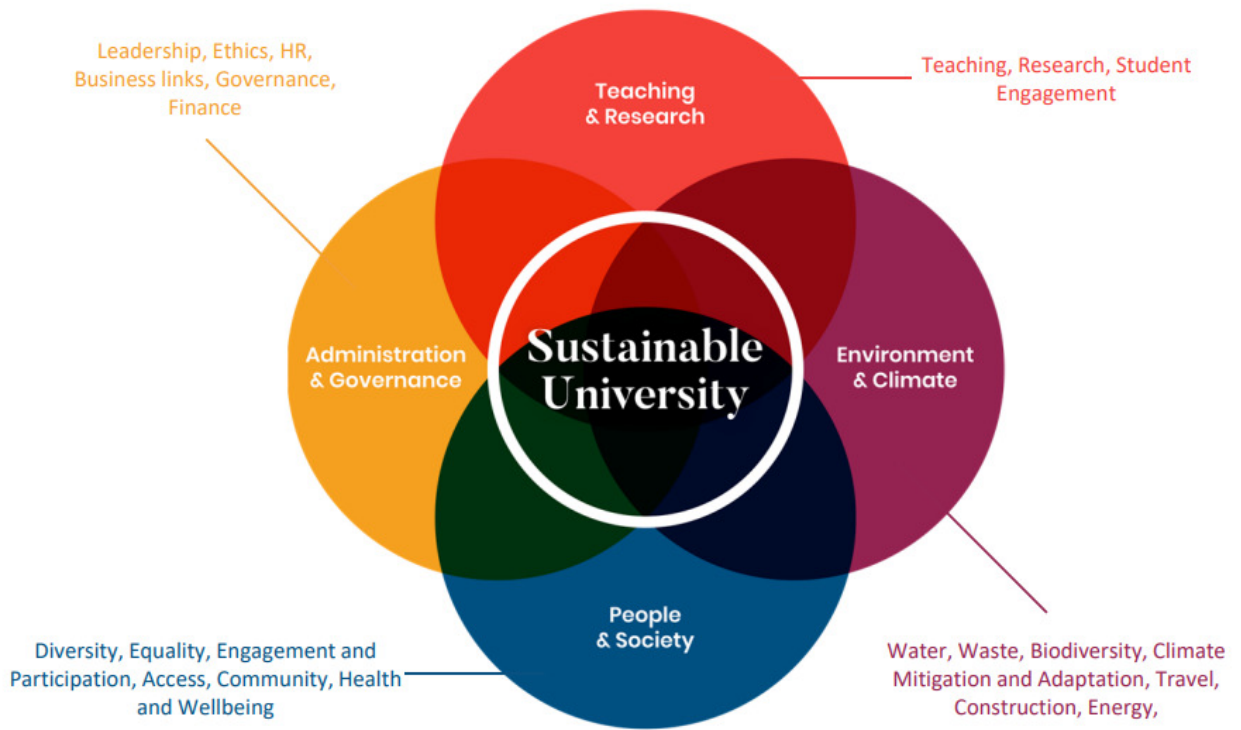 Leadership, Ethics, HR,
Business links, Governance,
Finance
Teaching
& Research
Teaching, Research, Student
Engagement
Administration
& Governance
Sustainable
University
Environment
& Climate
People
& Society
Diversity, Equality, Engagement and
Participation, Access, Community, Health
and Wellbeing
Water, Waste, Biodiversity, Climate
Mitigation and Adaptation, Travel,
Construction, Energy,